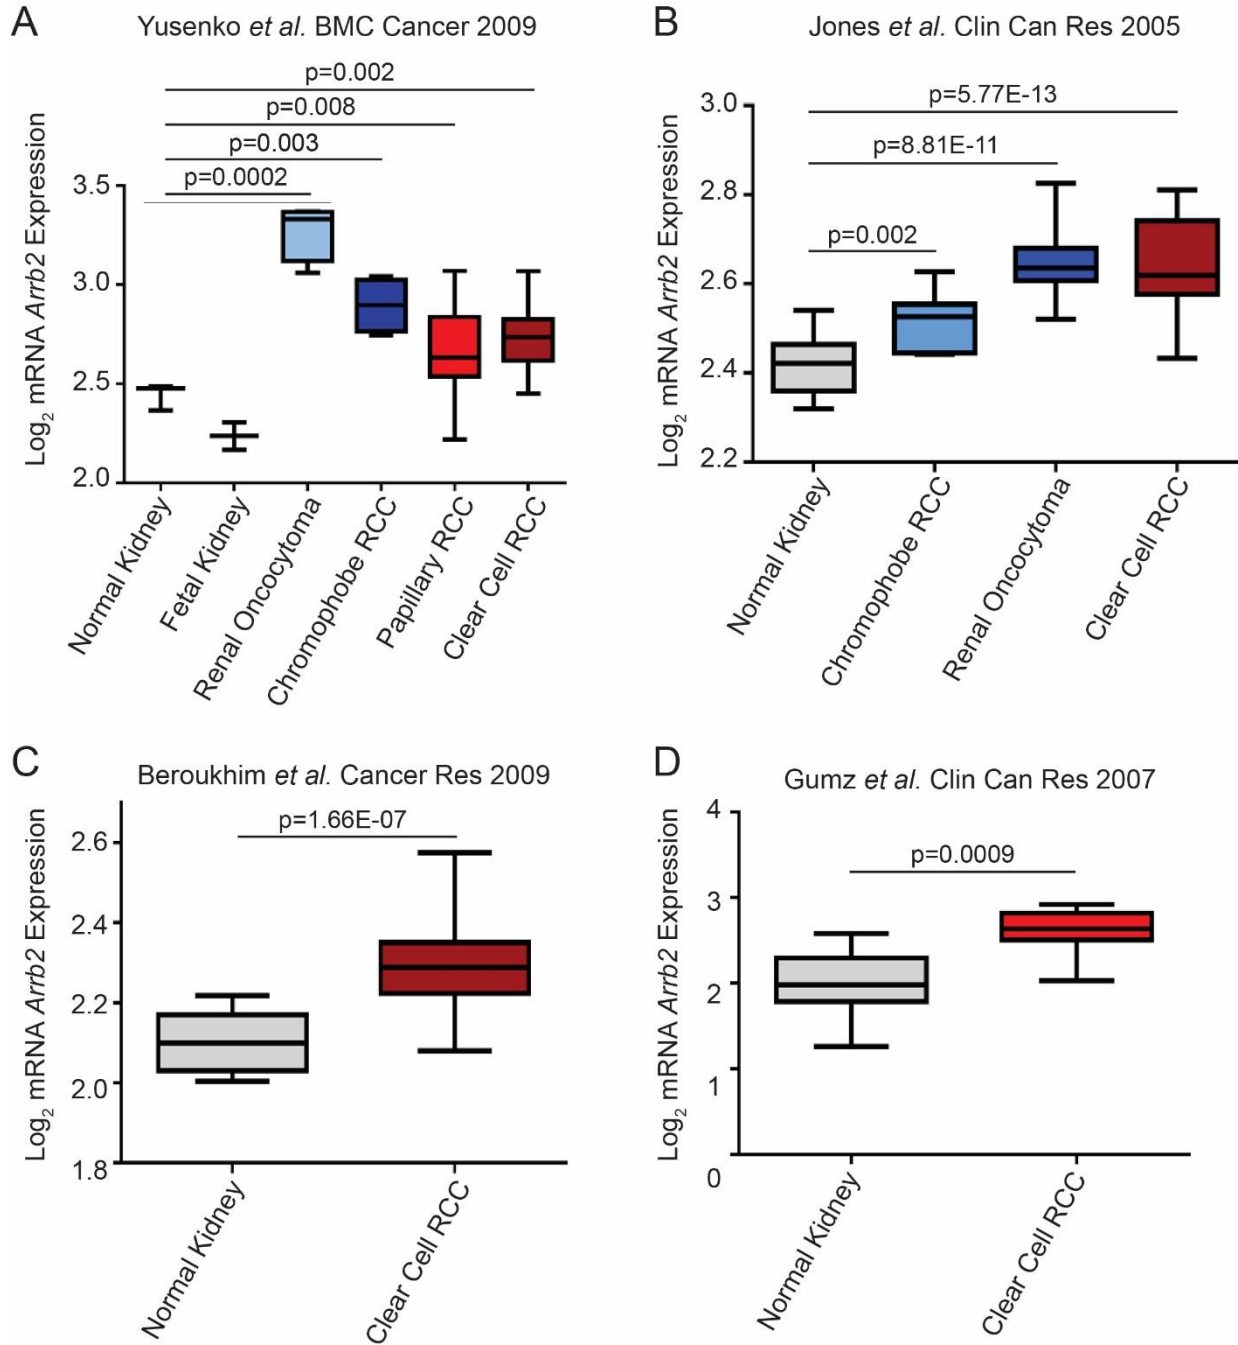 A
Yusenko et al. BMC Cancer 2009
p=0.002
p=0.008
p=0.003
p=0.0002
Log2 mRNA Arrb2 Expression
3.5
3.0
2.5
2.0
Normal Kidney
Fetal Kidney
Renal Oncocytoma
Chromophobe RCC
Papillary RCC
Clear Cell RCC
B
Jones et al. Clin Can Res 2005
p=5.77E-13
p=8.81E-11
p=0.002
Log2 mRNA Arrb2 Expression
3.0
2.8
2.6
2.4
2.2
Normal Kidney
Chromophobe RCC
Renal Oncocytoma
Clear Cell RCC
C
Beroukhim et al. Cancer Res 2009
p=1.66E-07
Log2 mRNA Arrb2 Expression
2.6
2.4
2.2
2.0
1.8
Normal Kidney
Clear Cell RCC
D
Gumz et al. Clin Can Res 2007
p=0.0009
Log2 mRNA Arrb2 Expression
4
3
2
1
0
Normal Kidney
Clear Cell RCC